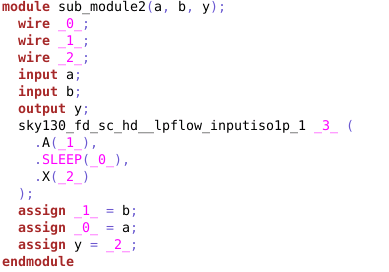 module sub_module2(a, b, y);
  wire _0_;
  wire _1_;
  wire _2_;
  input a;
  input b;
  output y;
  sky130_fd_sc_hd__lpflow_inputiso1p_1 _3_ (
    .A(_1_),
    .SLEEP(_0_),
    .X(_2_)
  );
  assign _1_ = b;
  assign _0_ = a;
  assign y = _2_;
endmodule